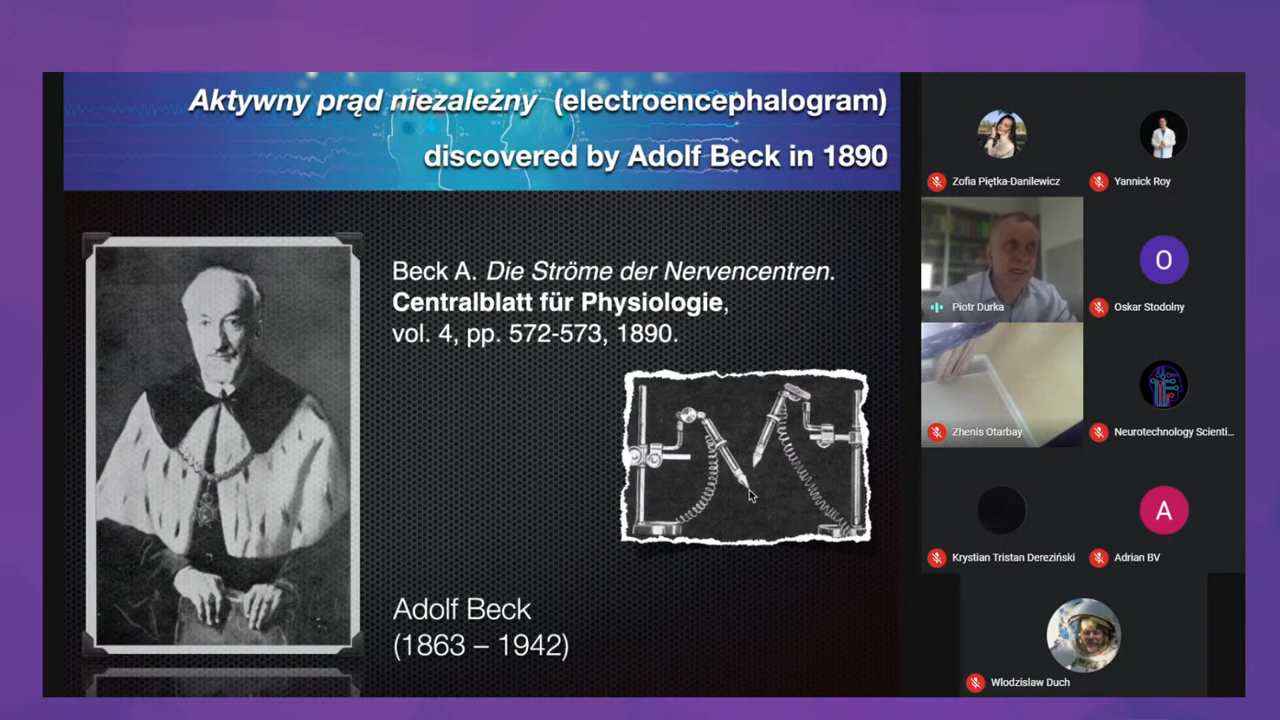 Aktywny prąd niezależny (electroencephalogram)
discovered by Adolf Beck in 1890
Beck A. Die Ströme der Nervencentren.
Centralblatt für Physiologie,
vol. 4, pp. 572-573, 1890.
Adolf Beck
(1863 – 1942)
Zofia Piętka-Danilewicz
Yannick Roy
Piotr Durka
O
Oskar Stodolny
Zhenis Otarbay
Neurotechnology Scienti...
Krystian Tristan Dereziński
A
Adrian BV
Wlodzislaw Duch